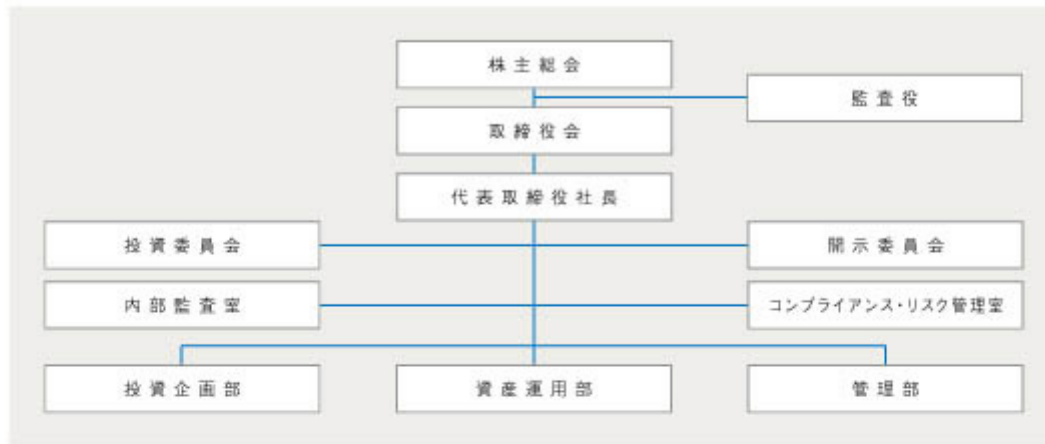 株主総会
監査役
取締役会
代表取締役社長
投資委員会
開示委員会
内部監査室
コンプライアンス・リスク管理室
投資企画部
資産運用部
管理部